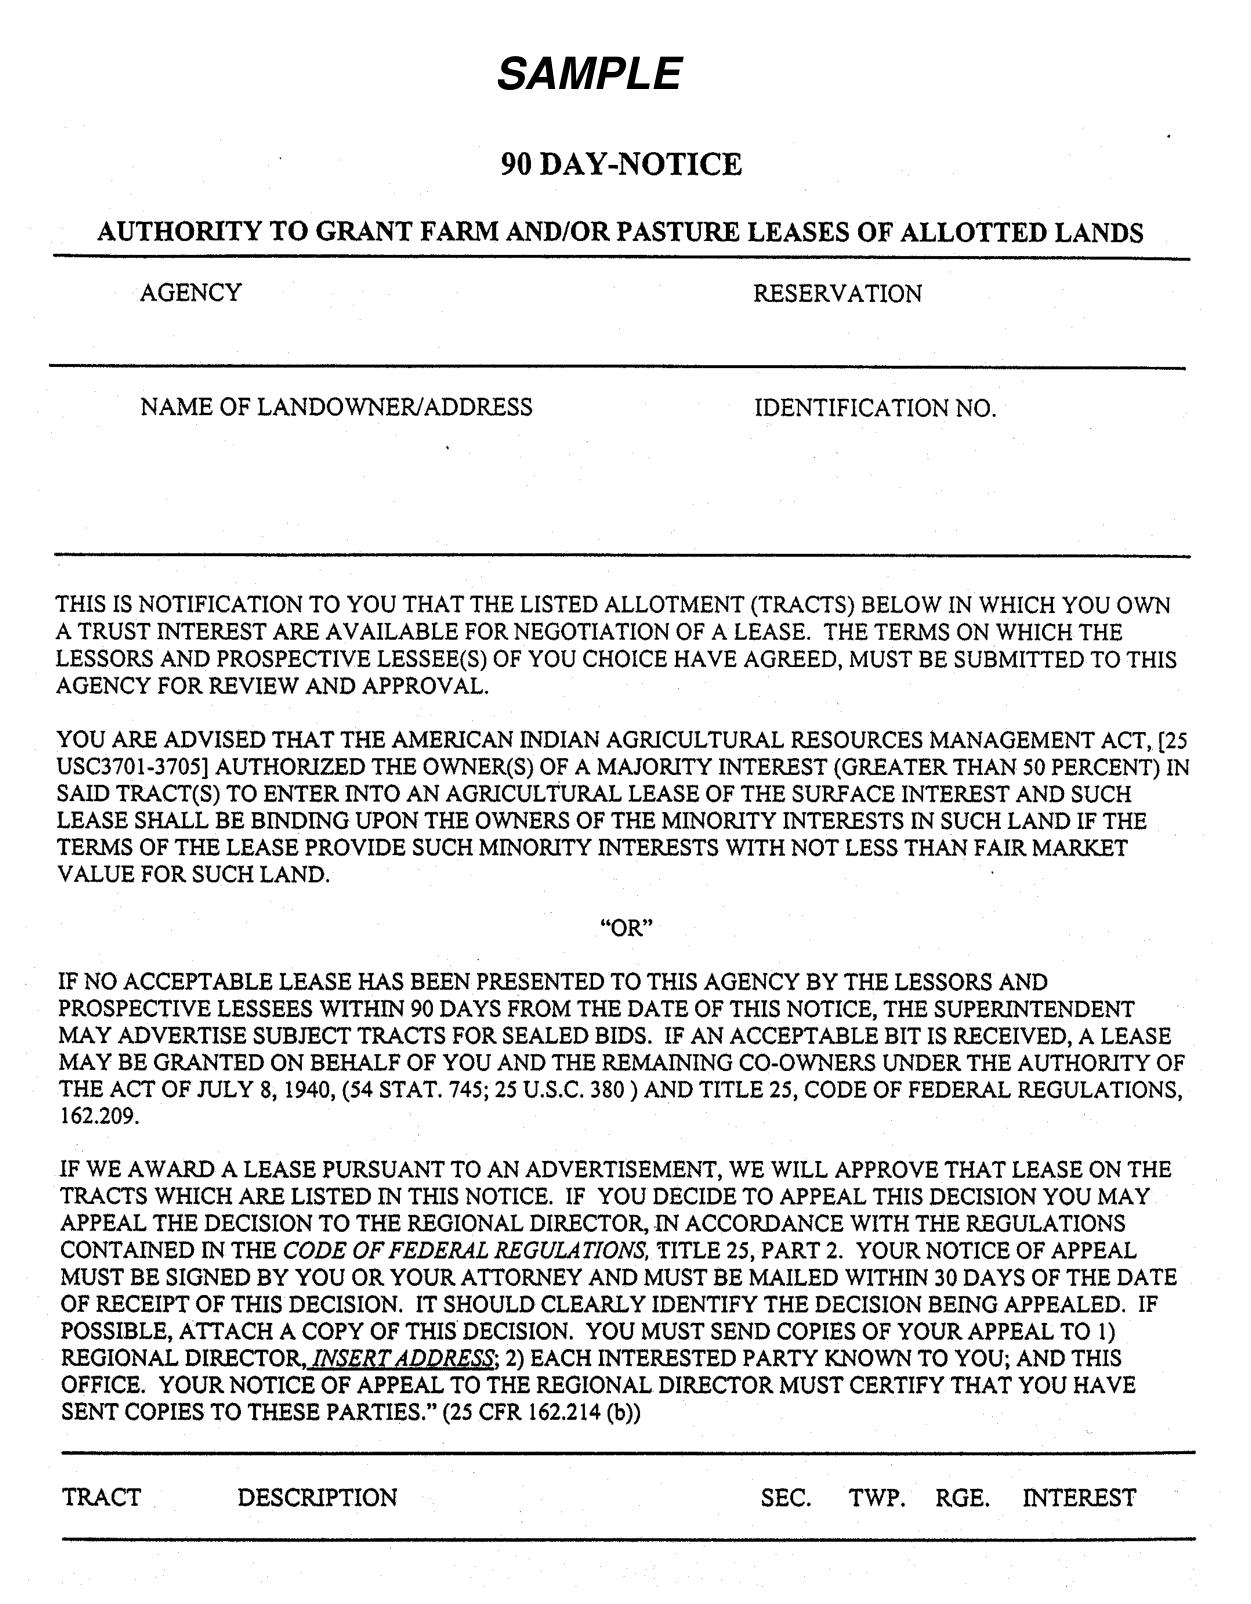 SAMPLE
90 DAY-NOTICE
AUTHORITY TO GRANT FARM AND/OR PASTURE LEASES OF ALLOTTED LANDS
AGENCY RESERVATION
NAME OF LANDOWNER/ADDRESS IDENTIFICATION NO.
THIS IS NOTIFICATION TO YOU THAT THE LISTED ALLOTMENT (TRACTS) BELOW IN WHICH YOU OWN
A TRUST INTEREST ARE AVAILABLE FOR NEGOTIATION OF A LEASE. THE TERMS ON WHICH THE
LESSORS AND PROSPECTIVE LESSEE(S) OF YOU CHOICE HAVE AGREED, MUST BE SUBMITTED TO THIS
AGENCY FOR REVIEW AND APPROVAL.
YOU ARE ADVISED THAT THE AMERICAN INDIAN AGRICULTURAL RESOURCES MANAGEMENT ACT, [25
USC3701-3705] AUTHORIZED THE OWNER(S) OF A MAJORITY INTEREST (GREATER THAN 50 PERCENT) IN
SAID TRACT(S) TO ENTER INTO AN AGRICULTURAL LEASE OF THE SURFACE INTEREST AND SUCH
LEASE SHALL BE BINDING UPON THE OWNERS OF THE MINORITY INTERESTS IN SUCH LAND IF THE
TERMS OF THE LEASE PROVIDE SUCH MINORITY INTERESTS WITH NOT LESS THAN FAIR MARKET
VALUE FOR SUCH LAND.
“OR”
IF NO ACCEPTABLE LEASE HAS BEEN PRESENTED TO THIS AGENCY BY THE LESSORS AND
PROSPECTIVE LESSEES WITHIN 90 DAYS FROM THE DATE OF THIS NOTICE, THE SUPERINTENDENT
MAY ADVERTISE SUBJECT TRACTS FOR SEALED BIDS. IF AN ACCEPTABLE BIT IS RECEIVED, A LEASE
MAY BE GRANTED ON BEHALF OF YOU AND THE REMAINING CO-OWNERS UNDER THE AUTHORITY OF
THE ACT OF JULY 8, 1940, (54 STAT. 745; 25 U.S.C. 380 ) AND TITLE 25, CODE OF FEDERAL REGULATIONS,
162.209.
IF WE AWARD A LEASE PURSUANT TO AN ADVERTISEMENT, WE WILL APPROVE THAT LEASE ON THE
TRACTS WHICH ARE LISTED IN THIS NOTICE. IF YOU DECIDE TO APPEAL THIS DECISION YOU MAY
APPEAL THE DECISION TO THE REGIONAL DIRECTOR, IN ACCORDANCE WITH THE REGULATIONS
CONTAINED IN THE CODE OF FEDERAL REGULATIONS, TITLE 25, PART 2. YOUR NOTICE OF APPEAL
MUST BE SIGNED BY YOU OR YOUR ATTORNEY AND MUST BE MAILED WITHIN 30 DAYS OF THE DATE
OF RECEIPT OF THIS DECISION. IT SHOULD CLEARLY IDENTIFY THE DECISION BEING APPEALED. IF
POSSIBLE, ATTACH A COPY OF THIS DECISION. YOU MUST SEND COPIES OF YOUR APPEAL TO 1)
REGIONAL DIRECTOR, INSERT ADDRESS; 2) EACH INTERESTED PARTY KNOWN TO YOU; AND THIS
OFFICE. YOUR NOTICE OF APPEAL TO THE REGIONAL DIRECTOR MUST CERTIFY THAT YOU HAVE
SENT COPIES TO THESE PARTIES.” (25 CFR 162.214 (b))
TRACT DESCRIPTION SEC. TWP. RGE. INTEREST